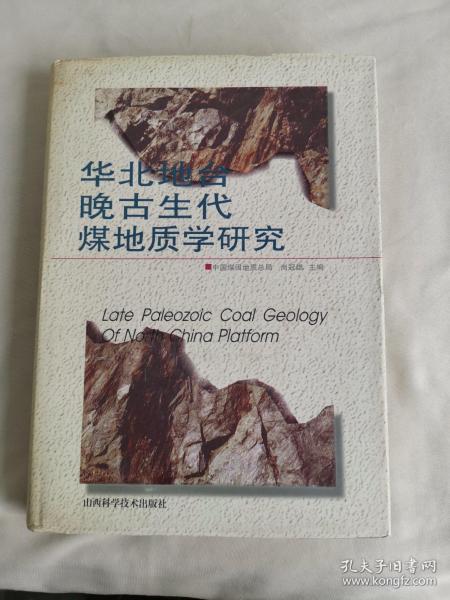 华北地台
晚古生代
煤地质学研究
中国煤田地质总局 尚冠雄 主编
Late Paleozoic Coal Geology
Of North China Platform
山西科学技术出版社
孔夫子旧书网
www.kongfz.com